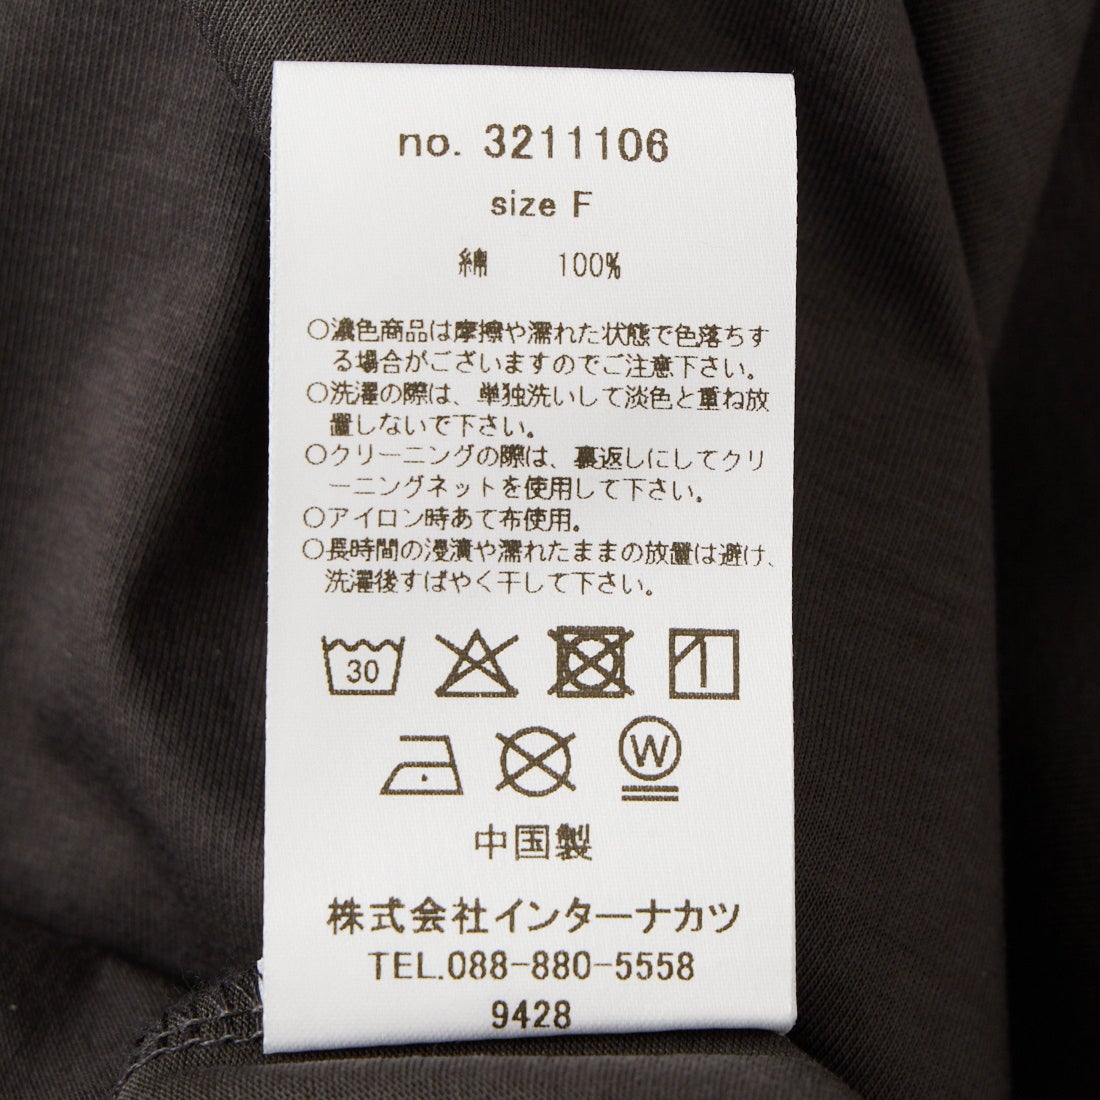 no. 3211106
size F
綿 100%
○濃色商品は摩擦や濡れた状態で色落ちす
る場合がございますのでご注意下さい。
○洗濯の際は、単独洗いして淡色と重ね放
置しないで下さい。
○クリーニングの際は、裏返しにしてクリ
ーニングネットを使用して下さい。
○アイロン時あて布使用。
○長時間の浸漬や濡れたままの放置は避け、
洗濯後すばやく干して下さい。
30
W
中国製
株式会社インターナカツ
TEL.088-880-5558
9428